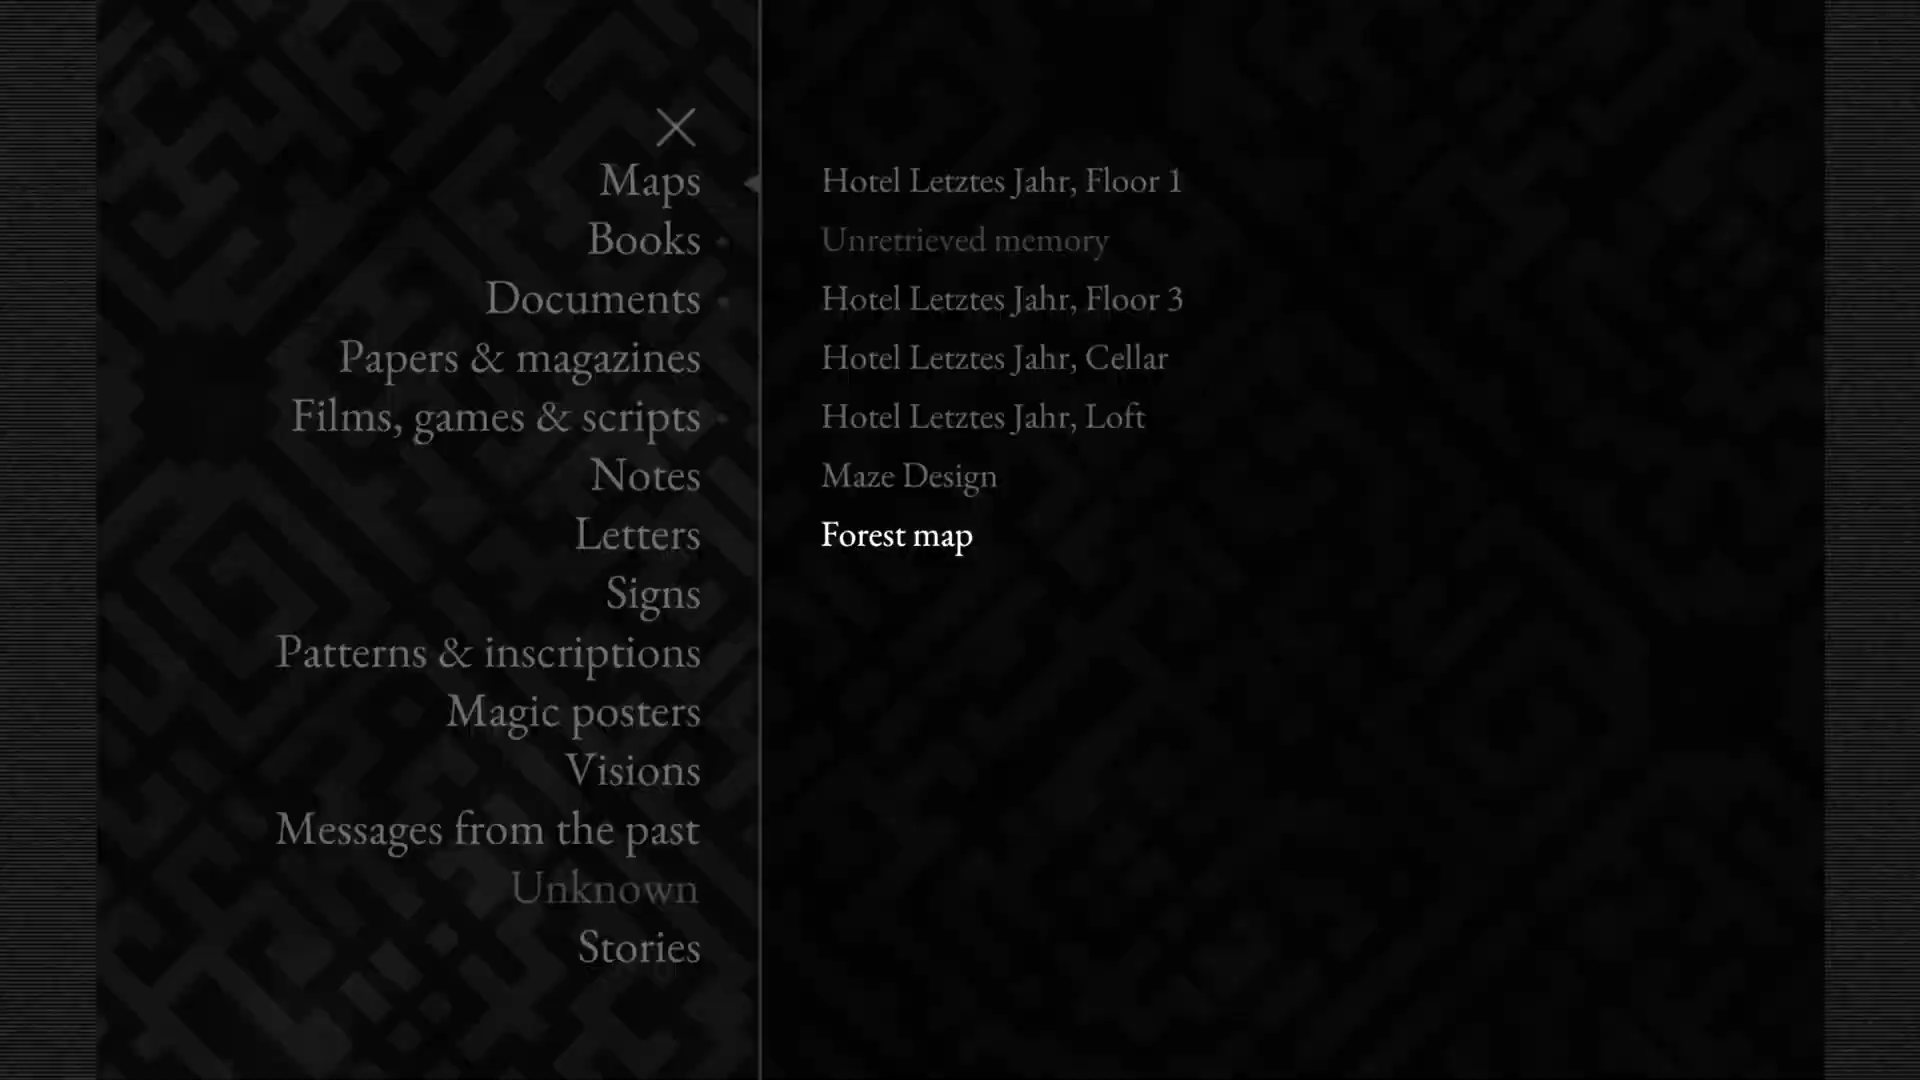 Maps
Books
Documents
Papers & magazines
Films, games & scripts
Notes
Letters
Signs
Patterns & inscriptions
Magic posters
Visions
Messages from the past
Unknown
Stories
Hotel Letztes Jahr, Floor 1
Unretrieved memory
Hotel Letztes Jahr, Floor 3
Hotel Letztes Jahr, Cellar
Hotel Letztes Jahr, Loft
Maze Design
Forest map